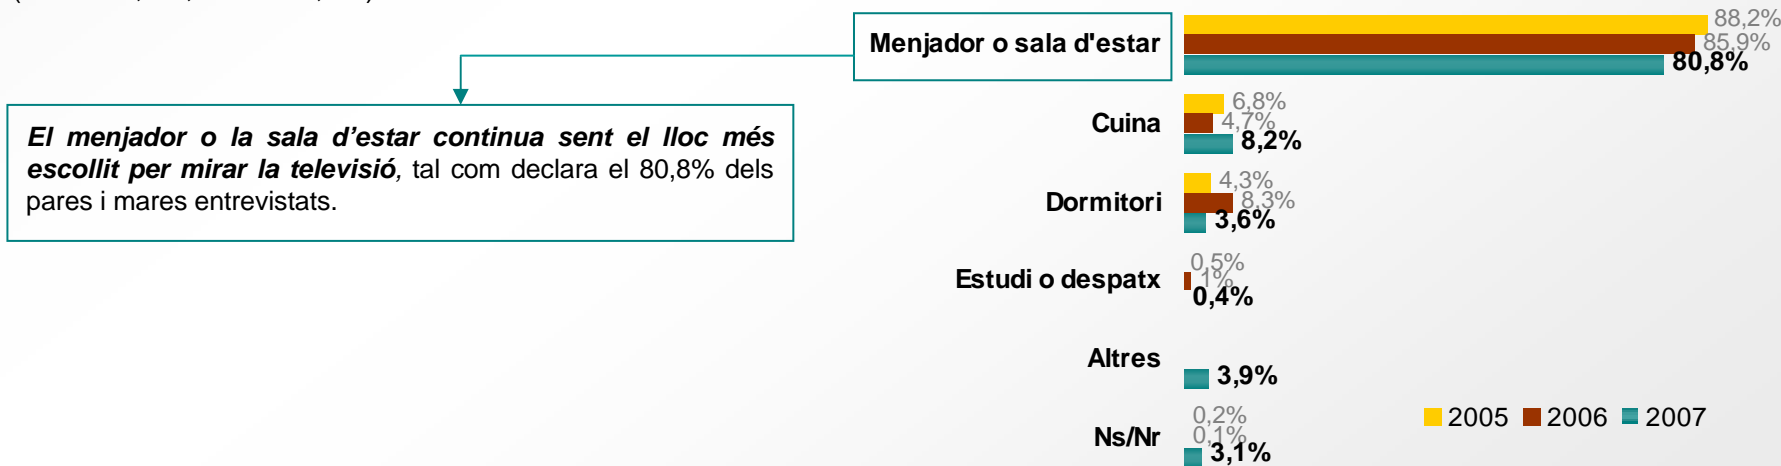 88,2%
Menjador o sala d'estar
85,9%
80,8%
El menjador o la sala d’estar continua sent el lloc més
escollit per mirar la televisió, tal com declara el 80,8% dels
pares i mares entrevistats.
6,8%
Cuina
4,7%
8,2%
4,3%
Dormitori
8,3%
3,6%
0,5%
Estudi o despatx
1%
0,4%
Altres
3,9%
0,2%
Ns/Nr
0,1%
3,1%
2005 2006 2007